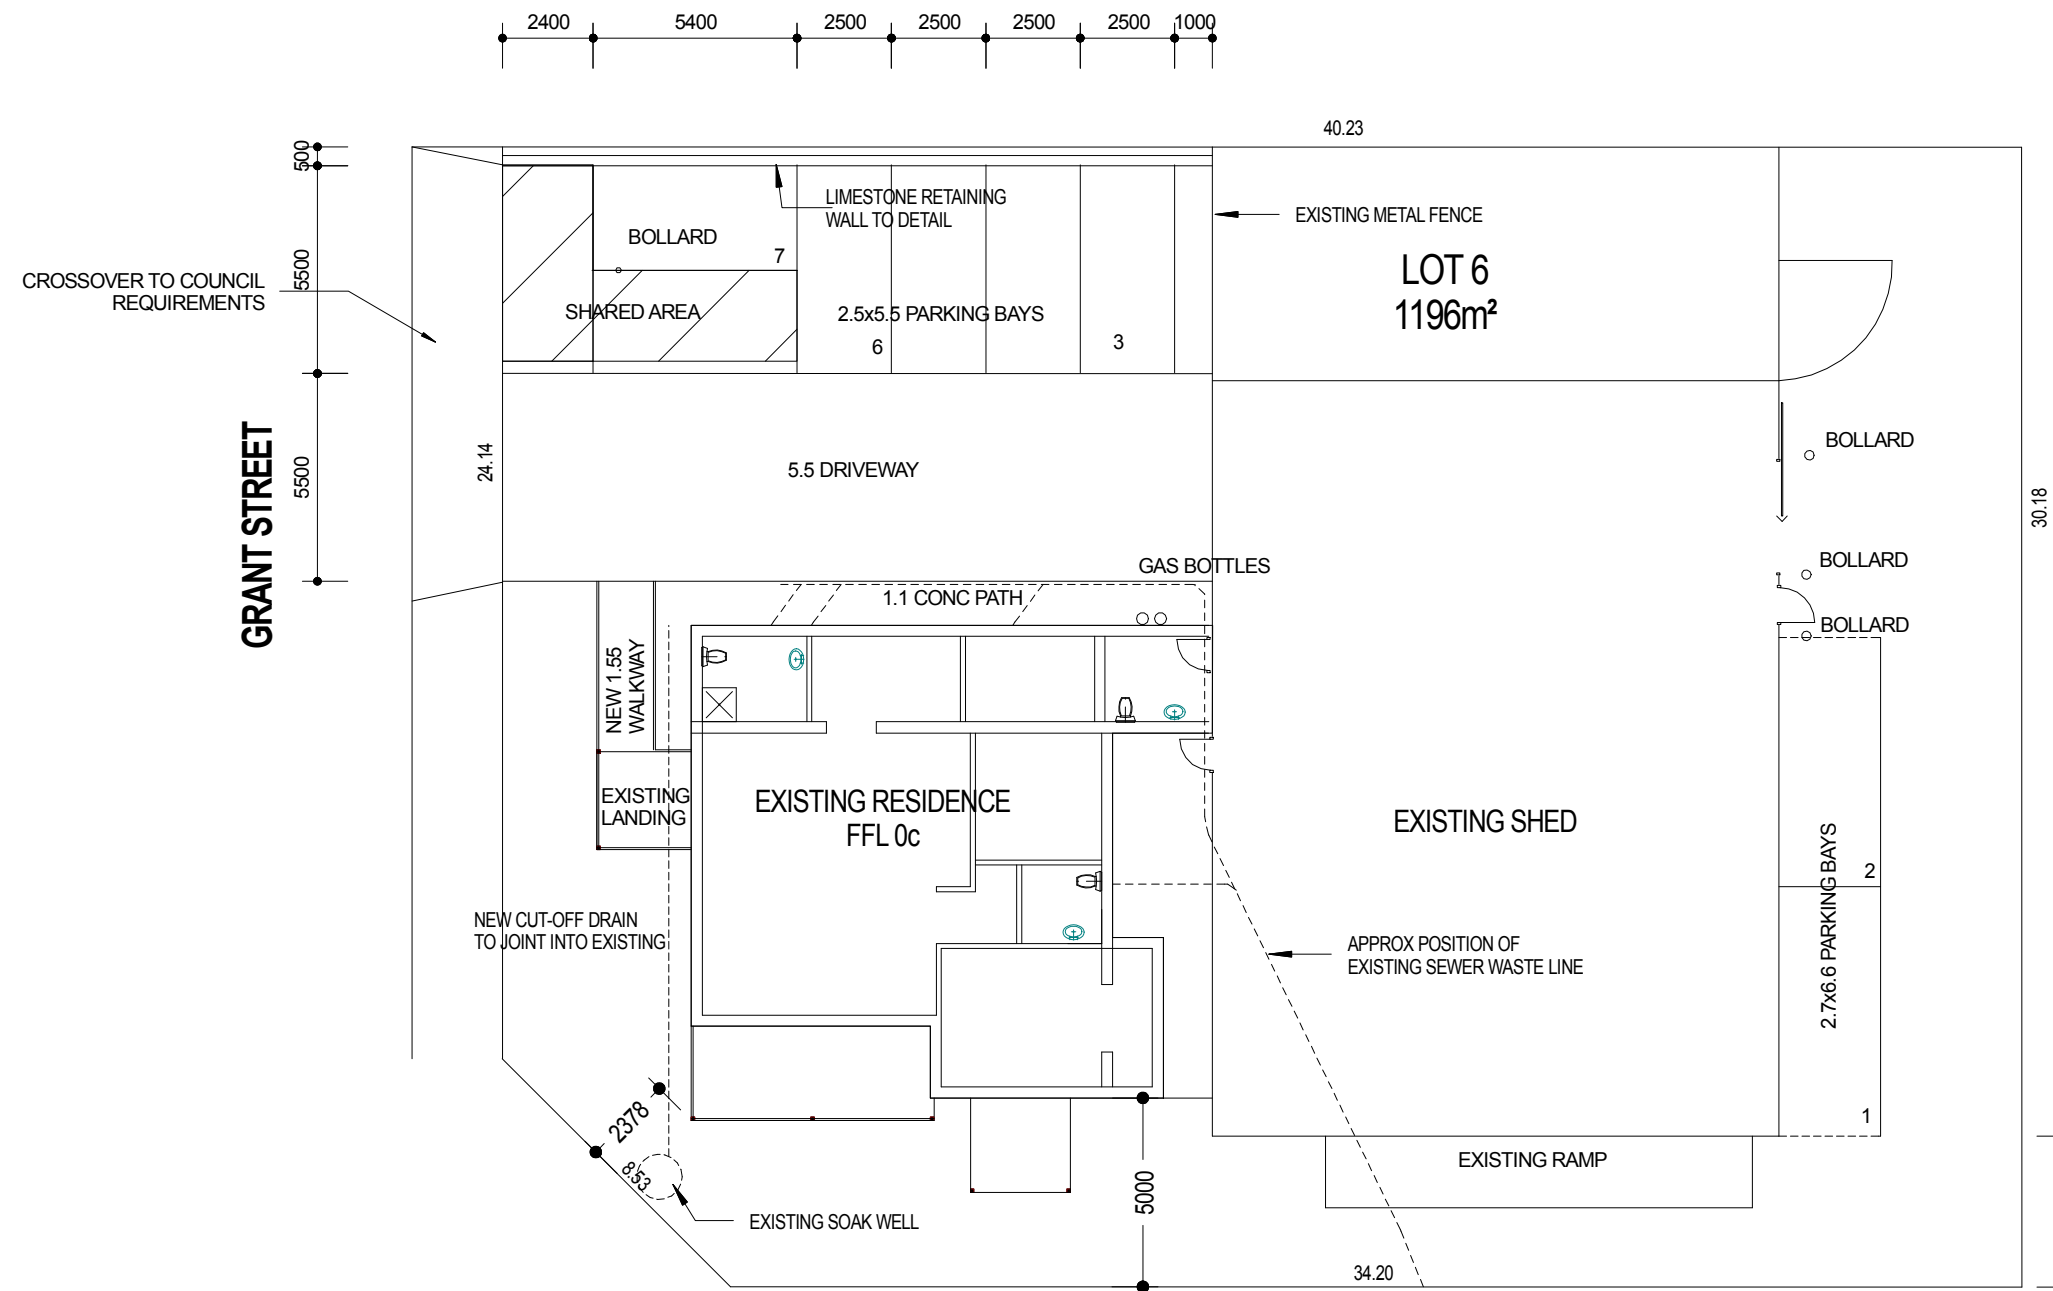 2400 5400 2500 2500 2500 2500 1000
40.23
500
5500
5500
LIMESTONE RETAINING
WALL TO DETAIL
EXISTING METAL FENCE
BOLLARD
7
LOT 6
1196m²
CROSSOVER TO COUNCIL
REQUIREMENTS
SHARED AREA
2.5x5.5 PARKING BAYS
6
3
GRANT STREET
24.14
5.5 DRIVEWAY
BOLLARD
30.18
GAS BOTTLES
BOLLARD
1.1 CONC PATH
BOLLARD
NEW 1.55
WALKWAY
EXISTING
LANDING
EXISTING RESIDENCE
FFL 0c
EXISTING SHED
2.7x6.6 PARKING BAYS
2
1
NEW CUT-OFF DRAIN
TO JOINT INTO EXISTING
APPROX POSITION OF
EXISTING SEWER WASTE LINE
2378
8.53
EXISTING RAMP
5000
EXISTING SOAK WELL
34.20